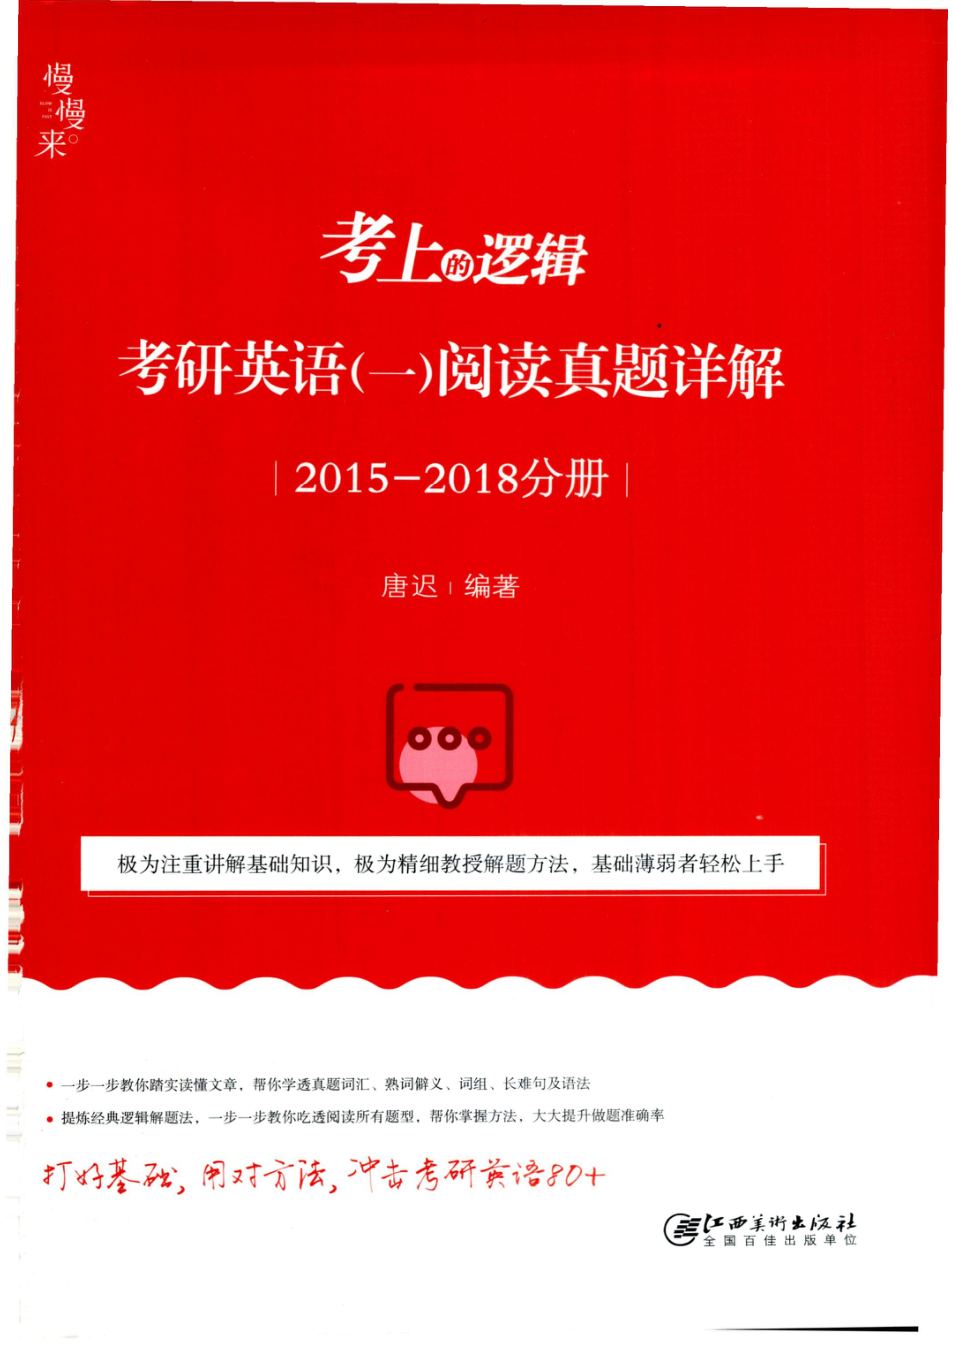 慢慢来。
考上的逻辑
考研英语(一)阅读真题详解
2015-2018分册
唐迟 编著
极为注重讲解基础知识，极为精细教授解题方法，基础薄弱者轻松上手
一步一步教你踏实读懂文章，帮你学透真题词汇、熟词僻义、词组、长难句及语法
提炼经典逻辑解题法，一步一步教你吃透阅读所有题型，帮你掌握方法，大大提升做题准确率
打好基础，用对方法，冲击考研英语80+
江西美术出版社
全国百佳出版单位